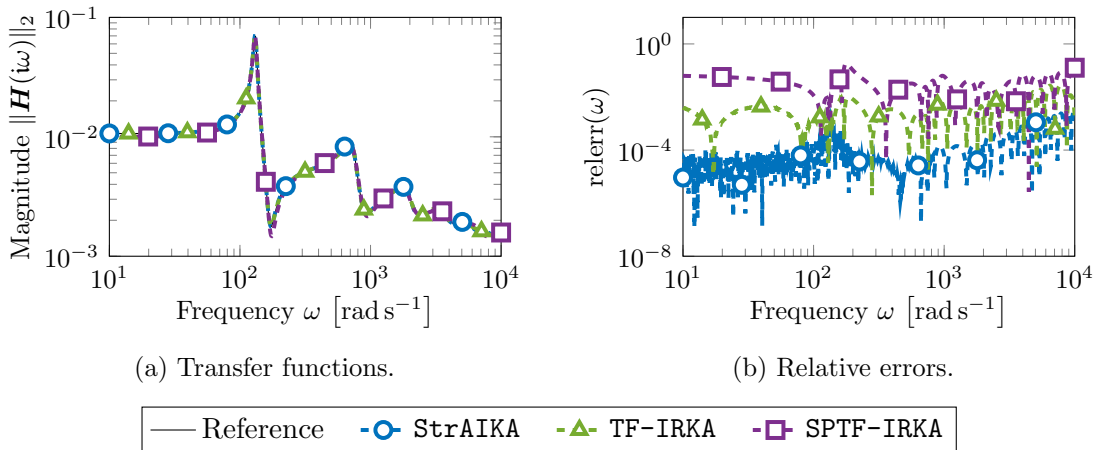 10^{-1}
10^{-2}
10^{-3}
Magnitude ||H(iω)||_2
10^1 10^2 10^3 10^4
Frequency ω [rad s^{-1}]
(a) Transfer functions.
10^0
10^{-4}
10^{-8}
relerr(ω)
10^1 10^2 10^3 10^4
Frequency ω [rad s^{-1}]
(b) Relative errors.
Reference StrAIKA TF-IRKA SPTF-IRKA